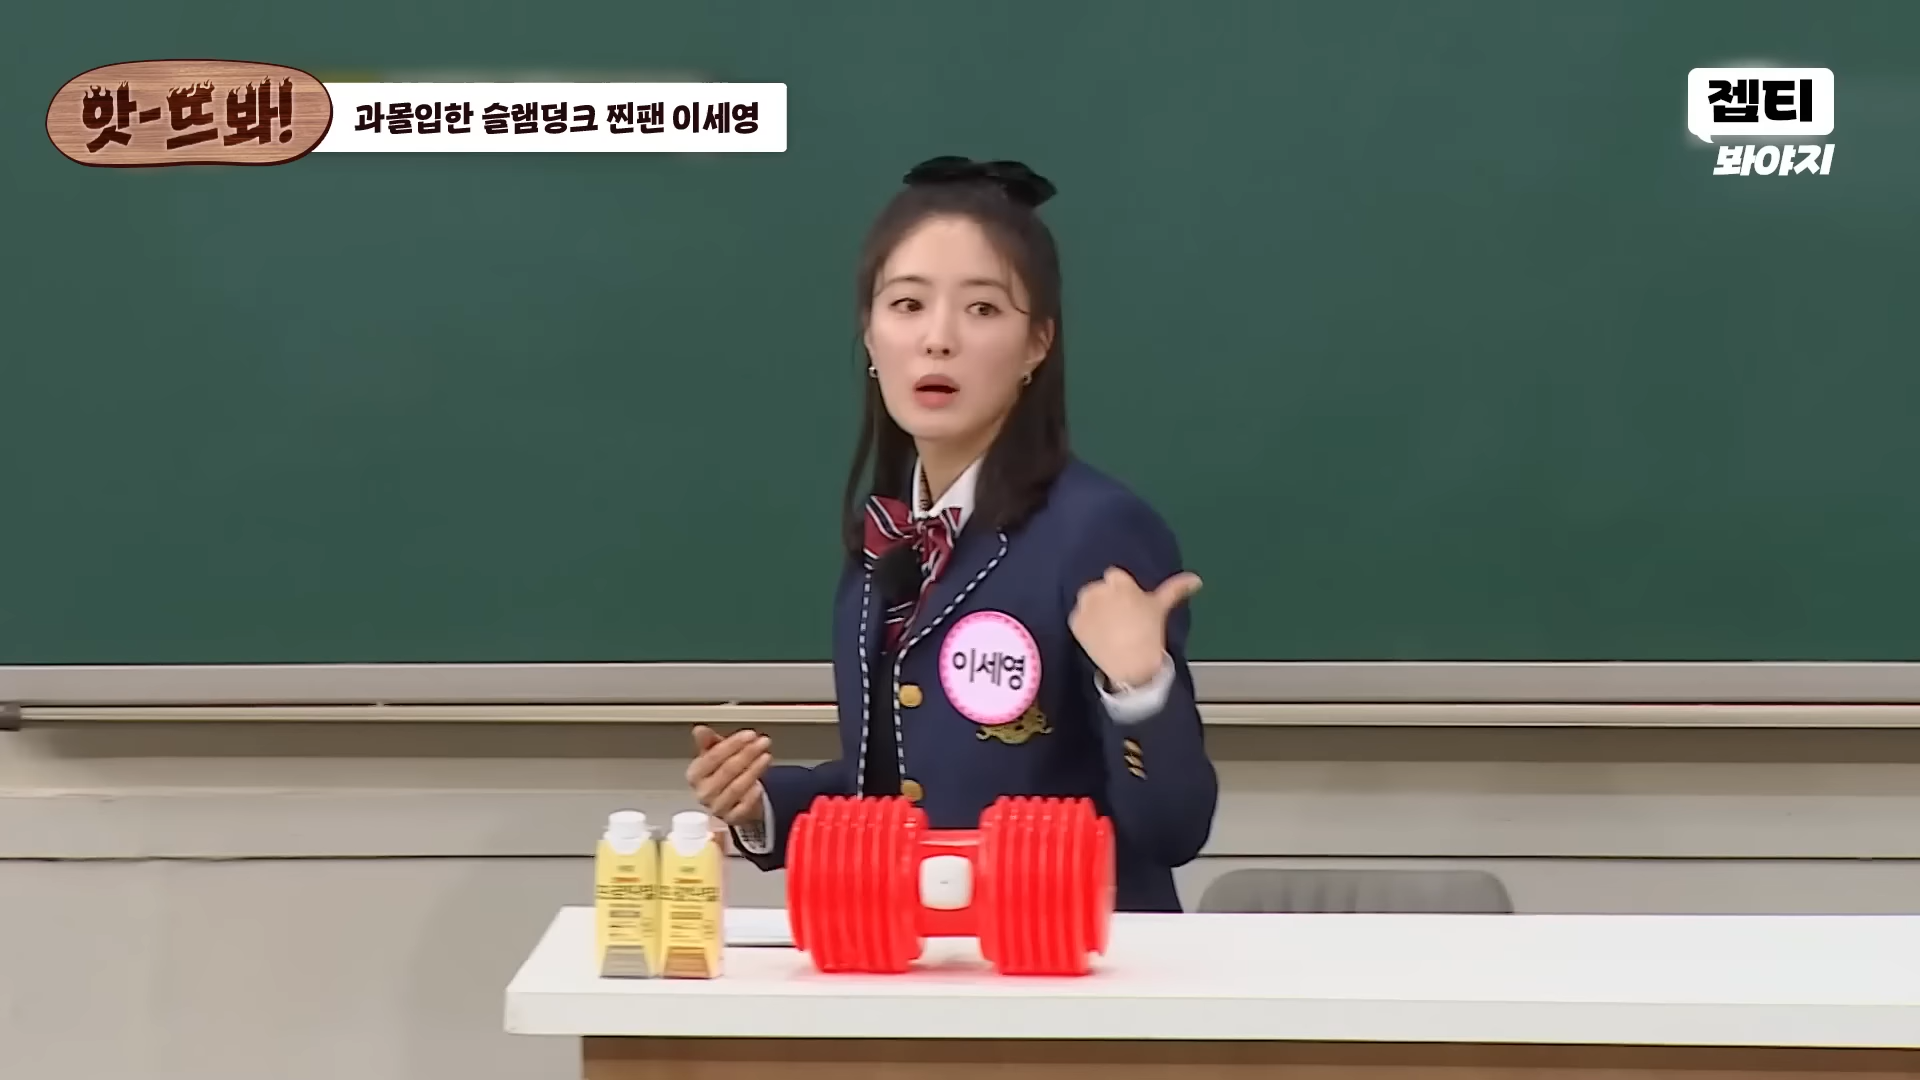 앗-뜨봐!
과몰입한 슬램덩크 찐팬 이세영
젭티
봐야지
이세영